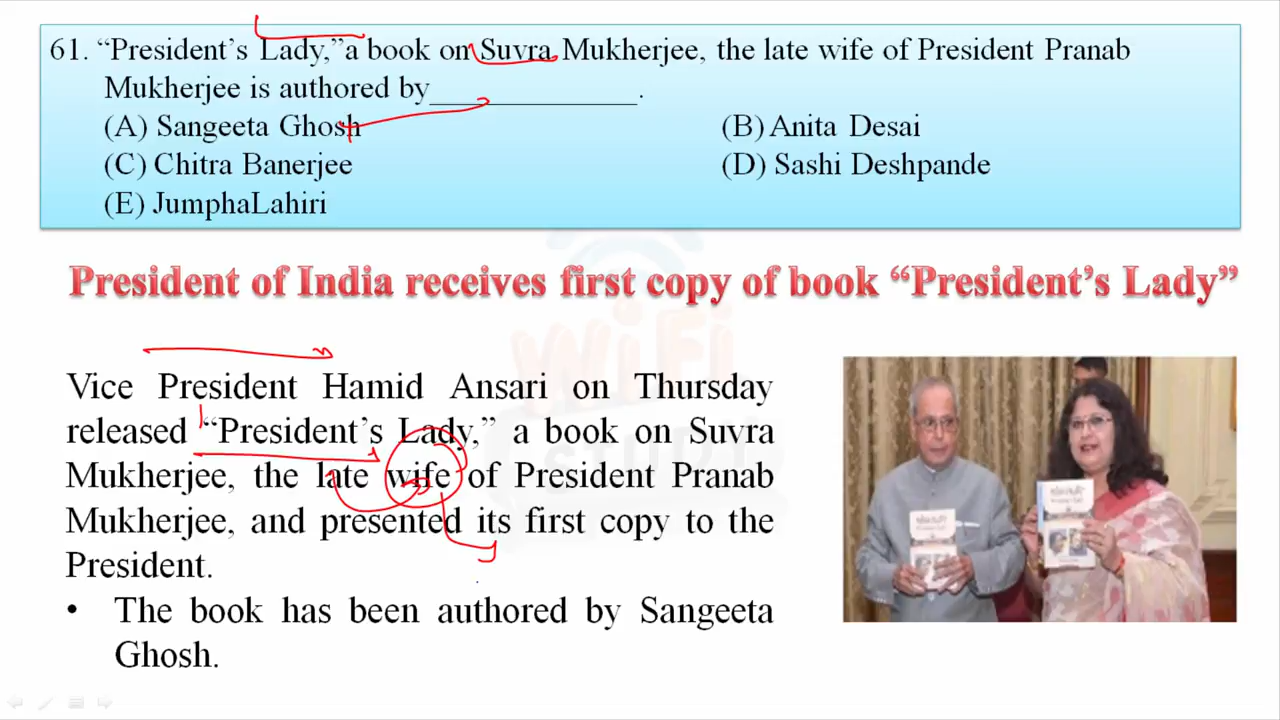 61. “President’s Lady,”a book on Suvra Mukherjee, the late wife of President Pranab
Mukherjee is authored by_______________.
(A) Sangeeta Ghosh
(B) Anita Desai
(C) Chitra Banerjee
(D) Sashi Deshpande
(E) JumphaLahiri
President of India receives first copy of book “President’s Lady”
Vice President Hamid Ansari on Thursday
released “President’s Lady,” a book on Suvra
Mukherjee, the late wife of President Pranab
Mukherjee, and presented its first copy to the
President.
• The book has been authored by Sangeeta
Ghosh.
WiFi
STUDY